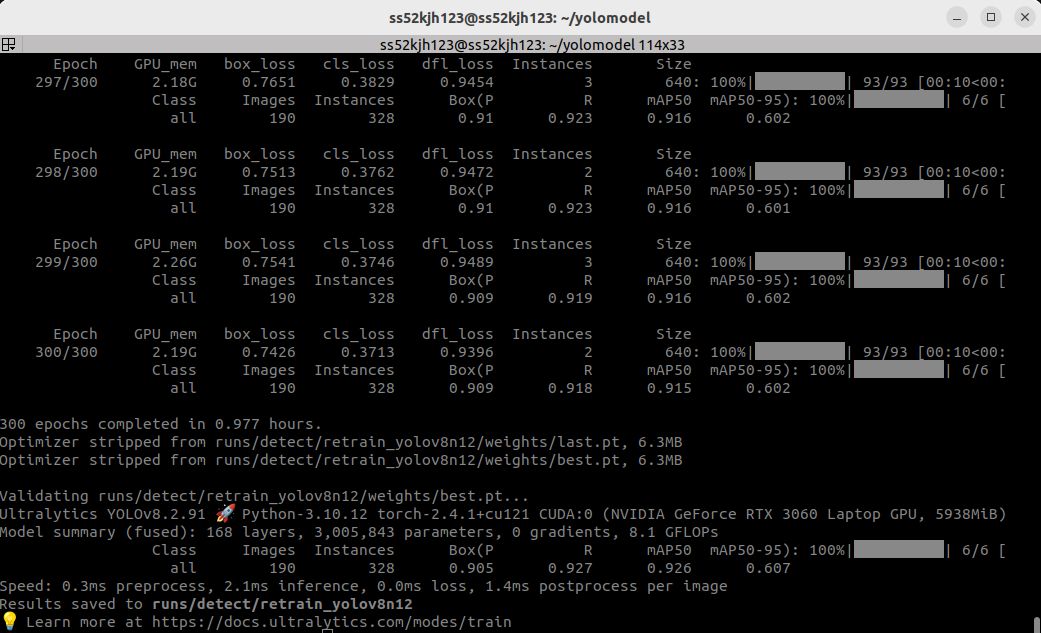 ss52kjh123@ss52kjh123: ~/yolomodel
ss52kjh123@ss52kjh123: ~/yolomodel 114x33
Epoch GPU_mem box_loss cls_loss dfl_loss Instances Size
297/300 2.18G 0.7651 0.3829 0.9454 3 640: 100%|██████████| 93/93 [00:10<00:
Class Images Instances Box(P R mAP50 mAP50-95): 100%|██████████| 6/6 [
all 190 328 0.91 0.923 0.916 0.602
Epoch GPU_mem box_loss cls_loss dfl_loss Instances Size
298/300 2.19G 0.7513 0.3762 0.9472 2 640: 100%|██████████| 93/93 [00:10<00:
Class Images Instances Box(P R mAP50 mAP50-95): 100%|██████████| 6/6 [
all 190 328 0.91 0.923 0.916 0.601
Epoch GPU_mem box_loss cls_loss dfl_loss Instances Size
299/300 2.26G 0.7541 0.3746 0.9489 3 640: 100%|██████████| 93/93 [00:10<00:
Class Images Instances Box(P R mAP50 mAP50-95): 100%|██████████| 6/6 [
all 190 328 0.909 0.919 0.916 0.602
Epoch GPU_mem box_loss cls_loss dfl_loss Instances Size
300/300 2.19G 0.7426 0.3713 0.9396 2 640: 100%|██████████| 93/93 [00:10<00:
Class Images Instances Box(P R mAP50 mAP50-95): 100%|██████████| 6/6 [
all 190 328 0.909 0.918 0.915 0.602
300 epochs completed in 0.977 hours.
Optimizer stripped from runs/detect/retrain_yolov8n12/weights/last.pt, 6.3MB
Optimizer stripped from runs/detect/retrain_yolov8n12/weights/best.pt, 6.3MB
Validating runs/detect/retrain_yolov8n12/weights/best.pt...
Ultralytics YOLOv8.2.91 🚀 Python-3.10.12 torch-2.4.1+cu121 CUDA:0 (NVIDIA GeForce RTX 3060 Laptop GPU, 5938MiB)
Model summary (fused): 168 layers, 3,005,843 parameters, 0 gradients, 8.1 GFLOPs
Class Images Instances Box(P R mAP50 mAP50-95): 100%|██████████| 6/6 [
all 190 328 0.905 0.927 0.926 0.607
Speed: 0.3ms preprocess, 2.1ms inference, 0.0ms loss, 1.4ms postprocess per image
Results saved to runs/detect/retrain_yolov8n12
💡 Learn more at https://docs.ultralytics.com/modes/train